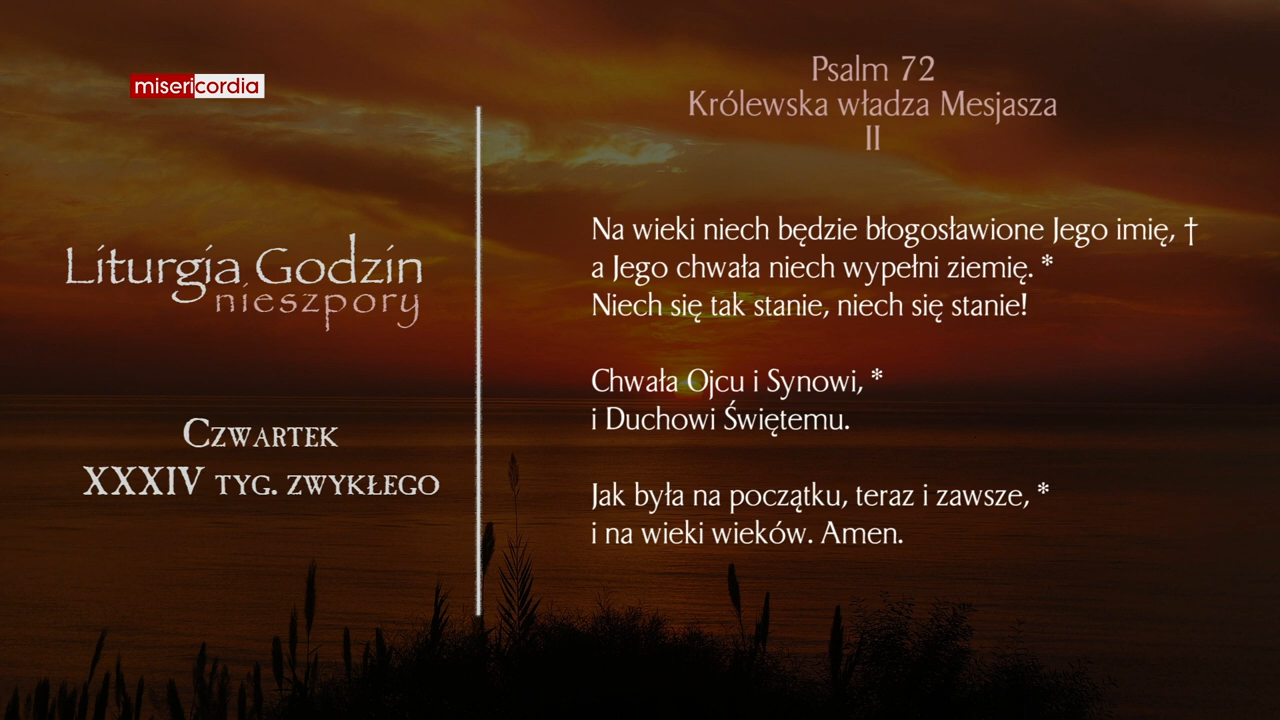 misericordia
Liturgia Godzin
nieszpory
Czwartek
XXXIV tyg. zwykłego
Psalm 72
Królewska władza Mesjasza
II
Na wieki niech będzie błogosławione Jego imię, †
a Jego chwała niech wypełni ziemię. *
Niech się tak stanie, niech się stanie!
Chwała Ojcu i Synowi, *
i Duchowi Świętemu.
Jak była na początku, teraz i zawsze, *
i na wieki wieków. Amen.